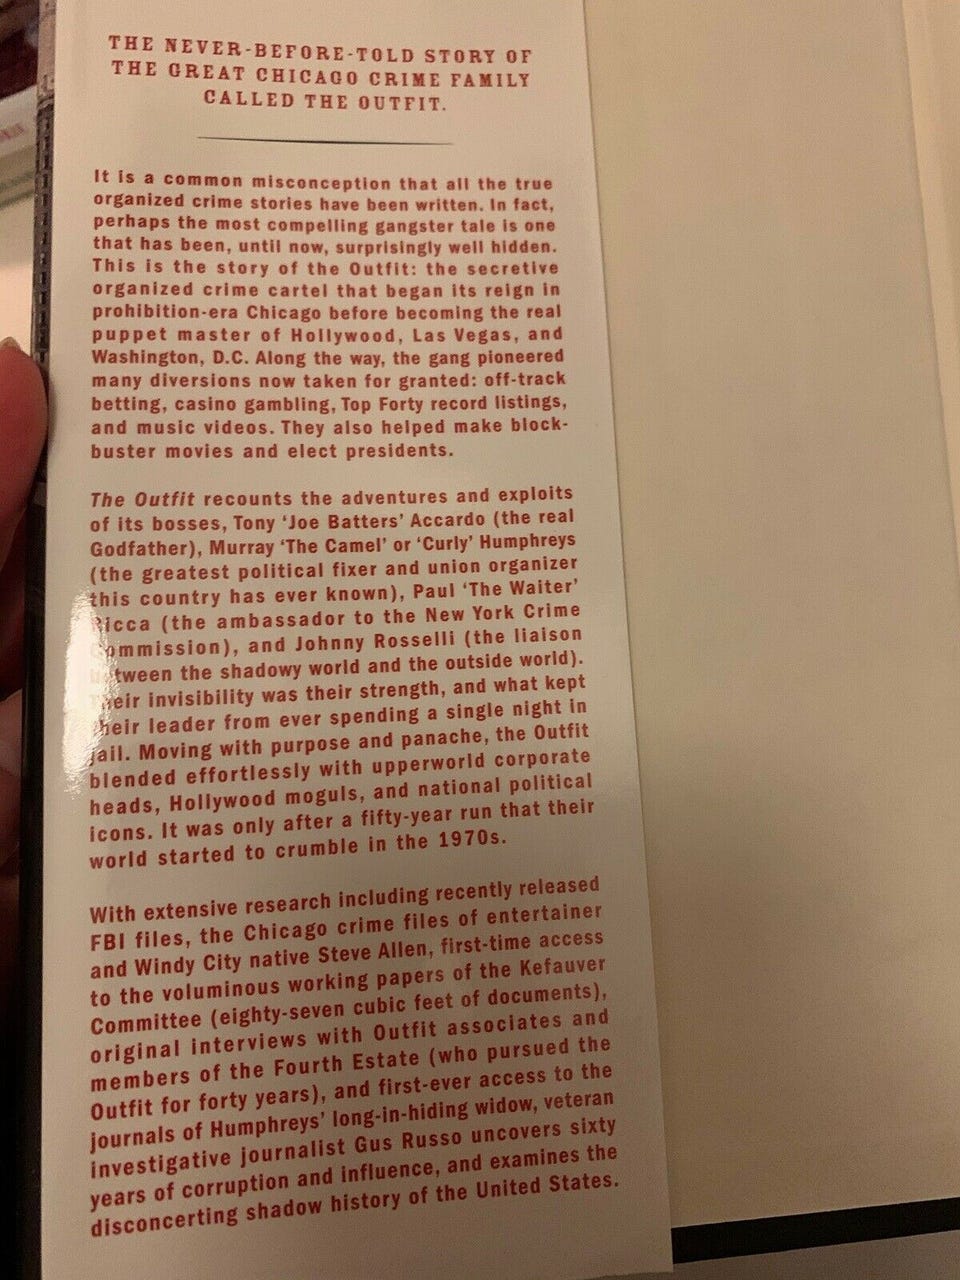 THE NEVER-BEFORE-TOLD STORY OF
THE GREAT CHICAGO CRIME FAMILY
CALLED THE OUTFIT.
It is a common misconception that all the true
organized crime stories have been written. In fact,
perhaps the most compelling gangster tale is one
that has been, until now, surprisingly well hidden.
This is the story of the Outfit: the secretive
organized crime cartel that began its reign in
prohibition-era Chicago before becoming the real
puppet master of Hollywood, Las Vegas, and
Washington, D.C. Along the way, the gang pioneered
many diversions now taken for granted: off-track
betting, casino gambling, Top Forty record listings,
and music videos. They also helped make block-
buster movies and elect presidents.
The Outfit recounts the adventures and exploits
of its bosses, Tony ‘Joe Batters’ Accardo (the real
Godfather), Murray ‘The Camel’ or ‘Curly’ Humphreys
(the greatest political fixer and union organizer
this country has ever known), Paul ‘The Waiter’
Ricca (the ambassador to the New York Crime
Commission), and Johnny Rosselli (the liaison
between the shadowy world and the outside world).
Their invisibility was their strength, and what kept
their leader from ever spending a single night in
jail. Moving with purpose and panache, the Outfit
blended effortlessly with upperworld corporate
heads, Hollywood moguls, and national political
icons. It was only after a fifty-year run that their
world started to crumble in the 1970s.
With extensive research including recently released
FBI files, the Chicago crime files of entertainer
and Windy City native Steve Allen, first-time access
to the voluminous working papers of the Kefauver
Committee (eighty-seven cubic feet of documents),
original interviews with Outfit associates and
members of the Fourth Estate (who pursued the
Outfit for forty years), and first-ever access to the
journals of Humphreys’ long-in-hiding widow, veteran
investigative journalist Gus Russo uncovers sixty
years of corruption and influence, and examines the
disconcerting shadow history of the United States.